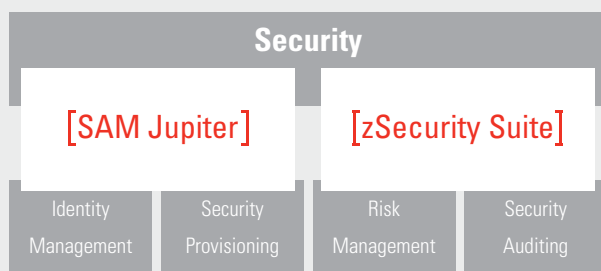 Security
[SAM Jupiter] [zSecurity Suite]
Identity Management
Security Provisioning
Risk Management
Security Auditing